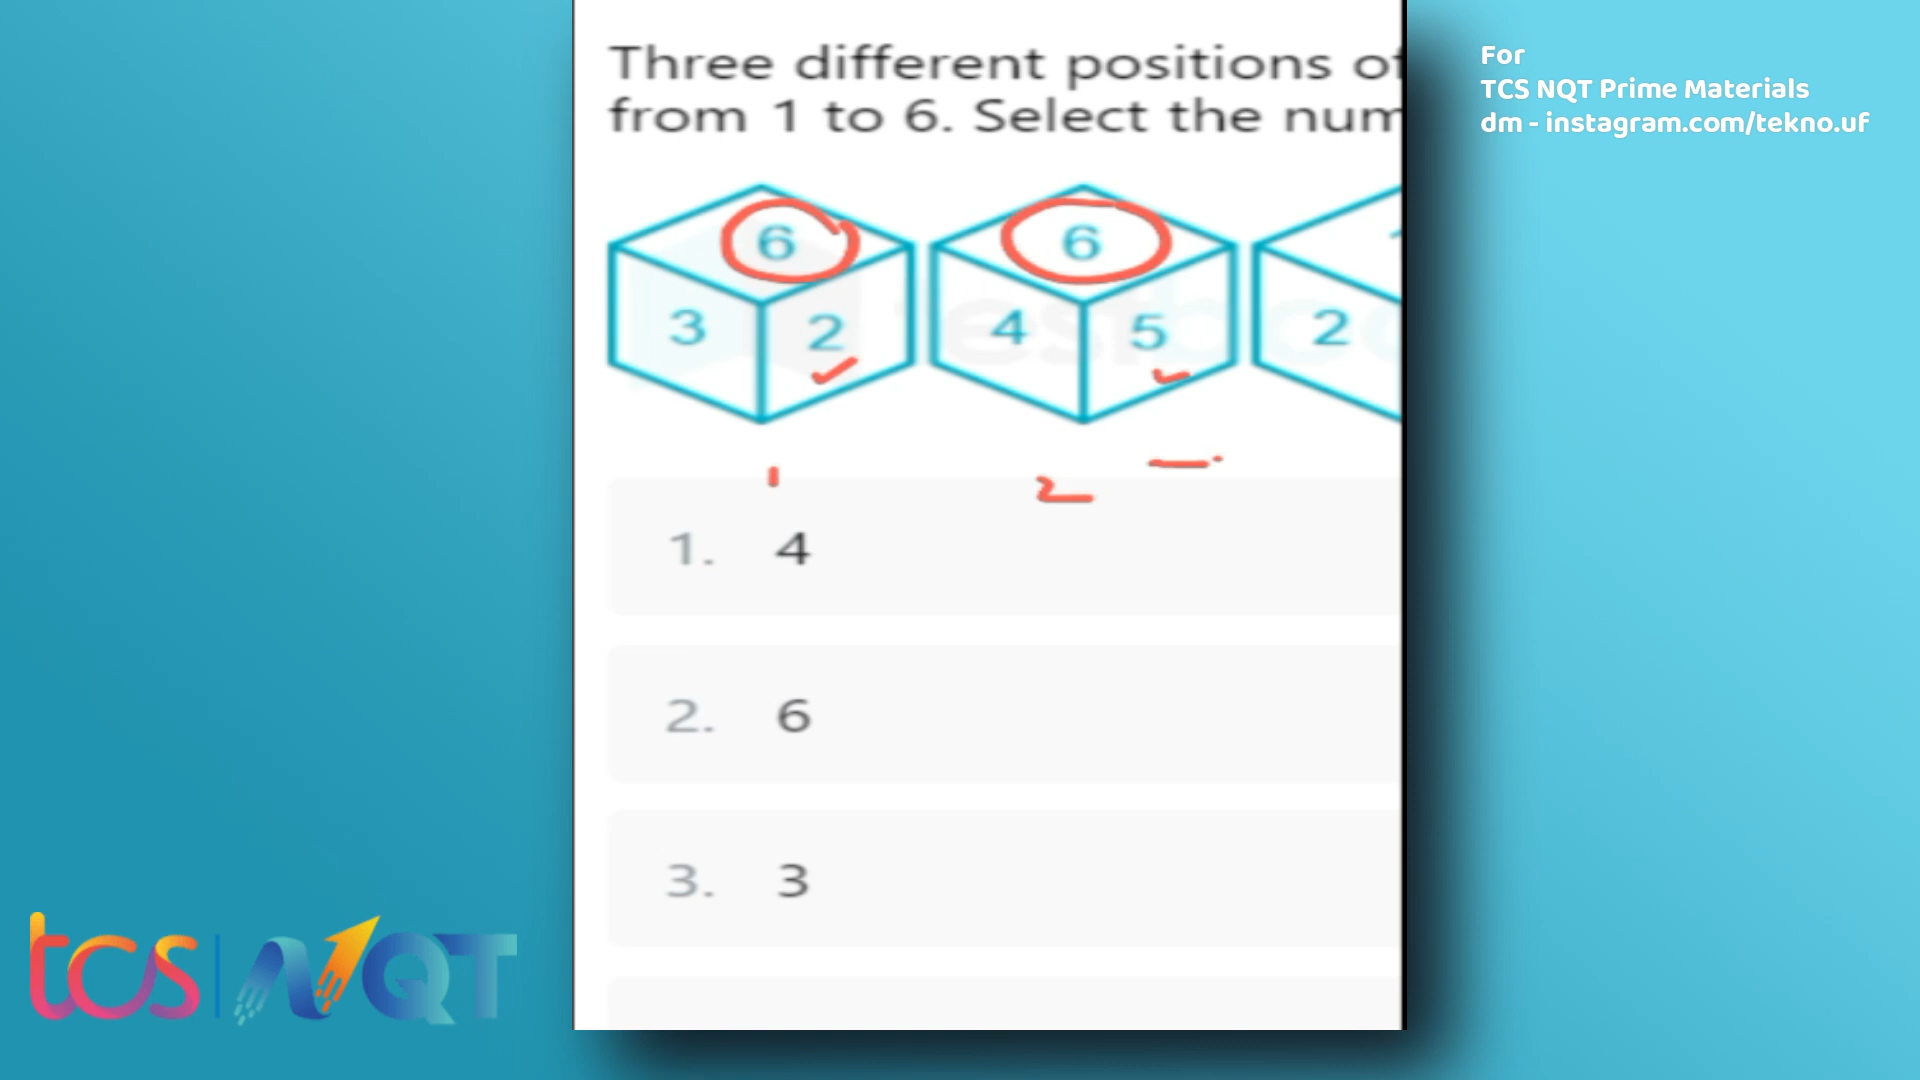 Three different positions of
from 1 to 6. Select the num
For
TCS NQT Prime Materials
dm - instagram.com/tekno.uf
6
3 2
6
4 5
2
1. 4
2. 6
3. 3
tcs NQT